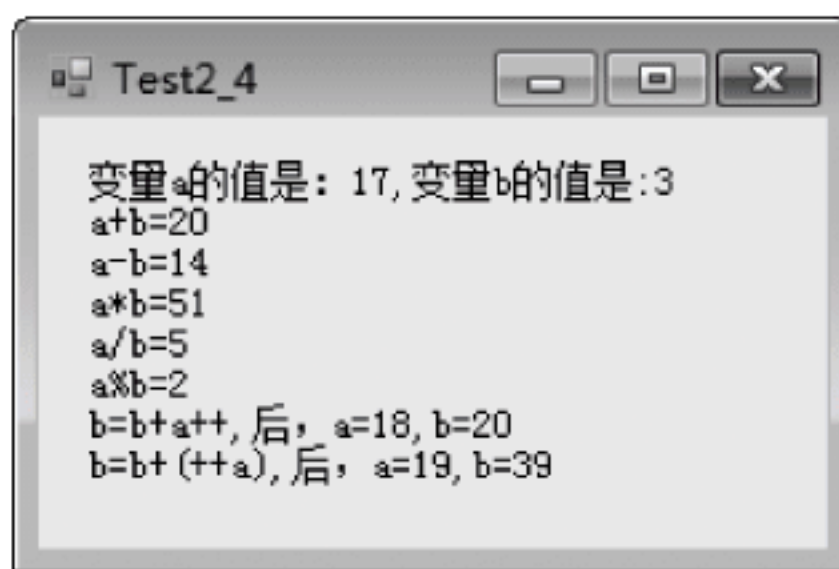 Test2_4
变量a的值是：17,变量b的值是:3
a+b=20
a-b=14
a*b=51
a/b=5
a%b=2
b=b+a++,后，a=18,b=20
b=b+(++a),后，a=19,b=39